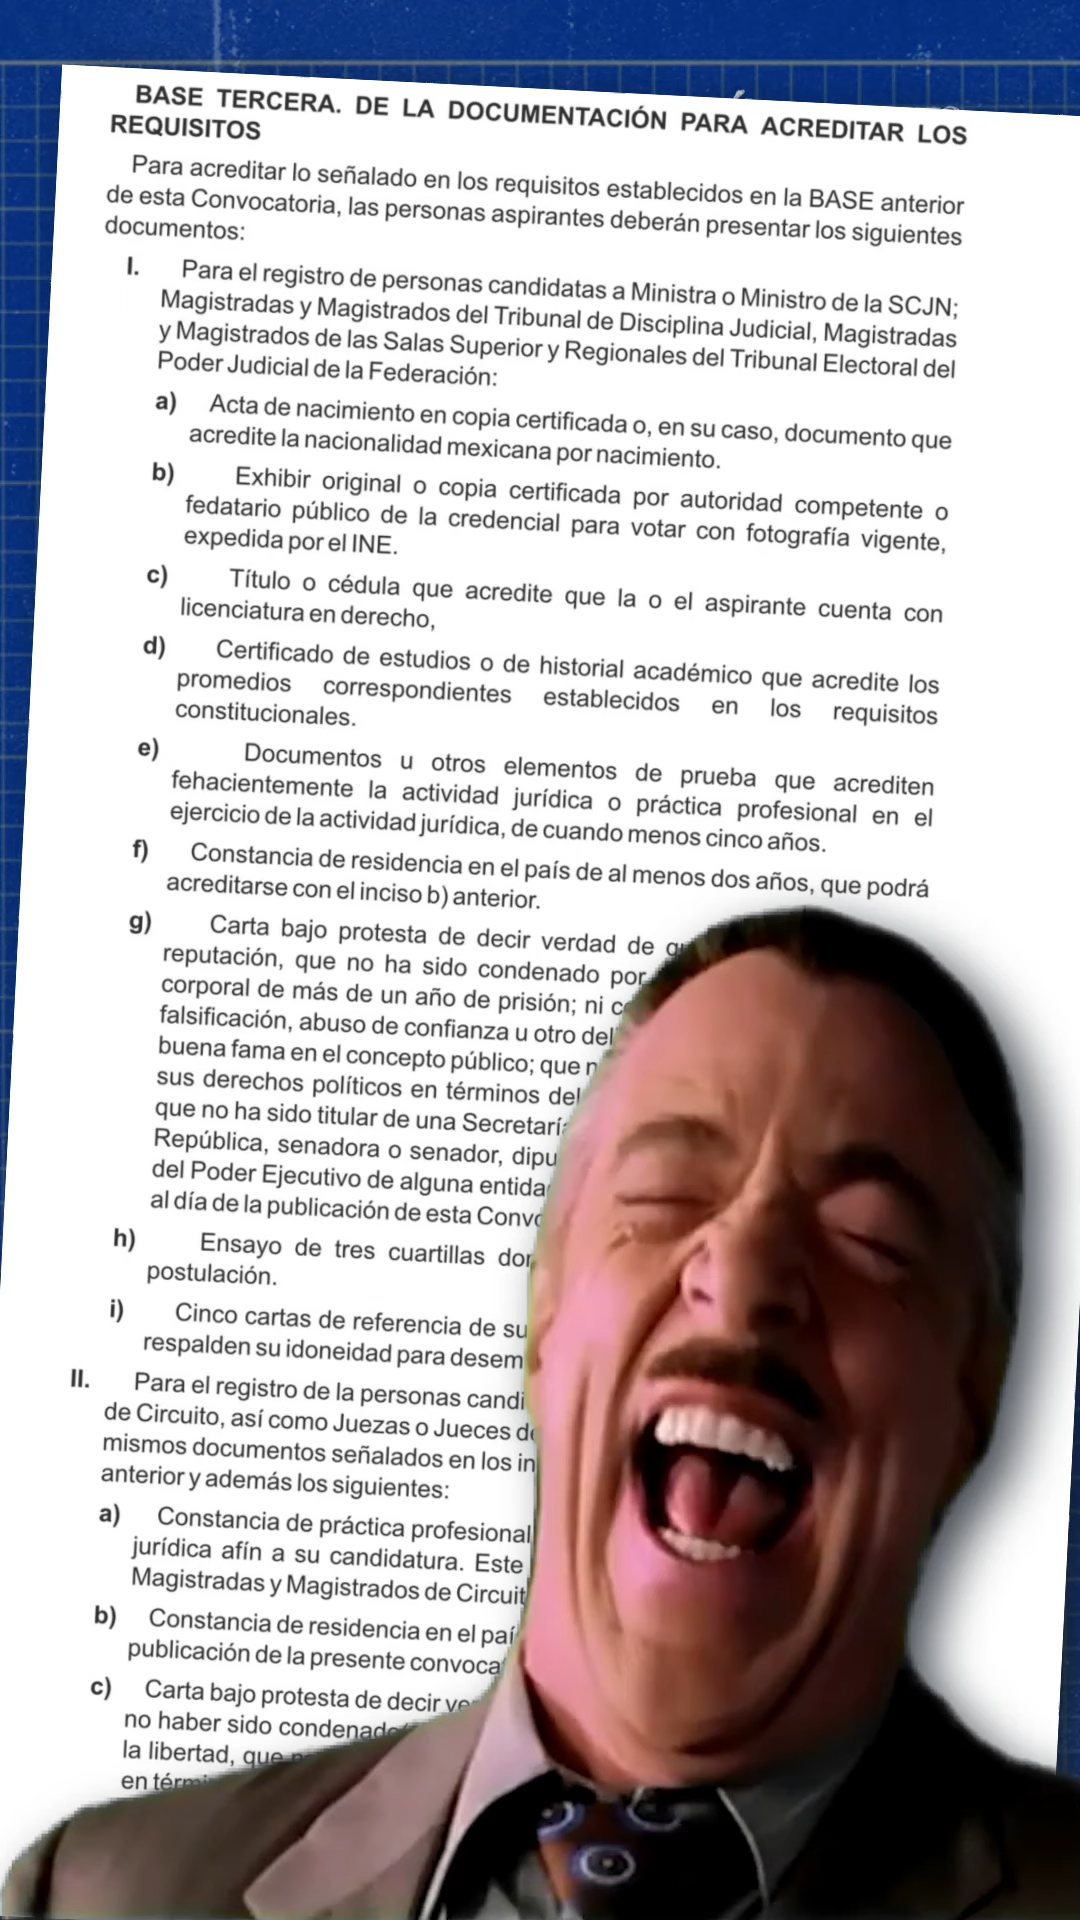 BASE TERCERA. DE LA DOCUMENTACIÓN PARA ACREDITAR LOS
REQUISITOS
Para acreditar lo señalado en los requisitos establecidos en la BASE anterior
de esta Convocatoria, las personas aspirantes deberán presentar los siguientes
documentos:
I. Para el registro de personas candidatas a Ministra o Ministro de la SCJN;
Magistradas y Magistrados del Tribunal de Disciplina Judicial, Magistradas
y Magistrados de las Salas Superior y Regionales del Tribunal Electoral del
Poder Judicial de la Federación:
a) Acta de nacimiento en copia certificada o, en su caso, documento que
acredite la nacionalidad mexicana por nacimiento.
b) Exhibir original o copia certificada por autoridad competente o
fedatario público de la credencial para votar con fotografía vigente,
expedida por el INE.
c) Título o cédula que acredite que la o el aspirante cuenta con
licenciatura en derecho,
d) Certificado de estudios o de historial académico que acredite los
promedios correspondientes establecidos en los requisitos
constitucionales.
e) Documentos u otros elementos de prueba que acrediten
fehacientemente la actividad jurídica o práctica profesional en el
ejercicio de la actividad jurídica, de cuando menos cinco años.
f) Constancia de residencia en el país de al menos dos años, que podrá
acreditarse con el inciso b) anterior.
g) Carta bajo protesta de decir verdad de
reputación, que no ha sido condenado por
corporal de más de un año de prisión; ni
falsificación, abuso de confianza u otro
buena fama en el concepto público; que
sus derechos políticos en términos del
que no ha sido titular de una
República, senadora o senador,
del Poder Ejecutivo de alguna
al día de la publicación de esta
h) Ensayo de tres cuartillas
postulación.
i) Cinco cartas de referencia de
respalden su idoneidad para
II. Para el registro de la personas
de Circuito, así como Juezas o Jueces
mismos documentos señalados en los
anterior y además los siguientes:
a) Constancia de práctica profesional
jurídica afín a su candidatura. Este
Magistradas y Magistrados de
b) Constancia de residencia en el
publicación de la presente
c) Carta bajo protesta de decir
no haber sido
la libertad, que
en